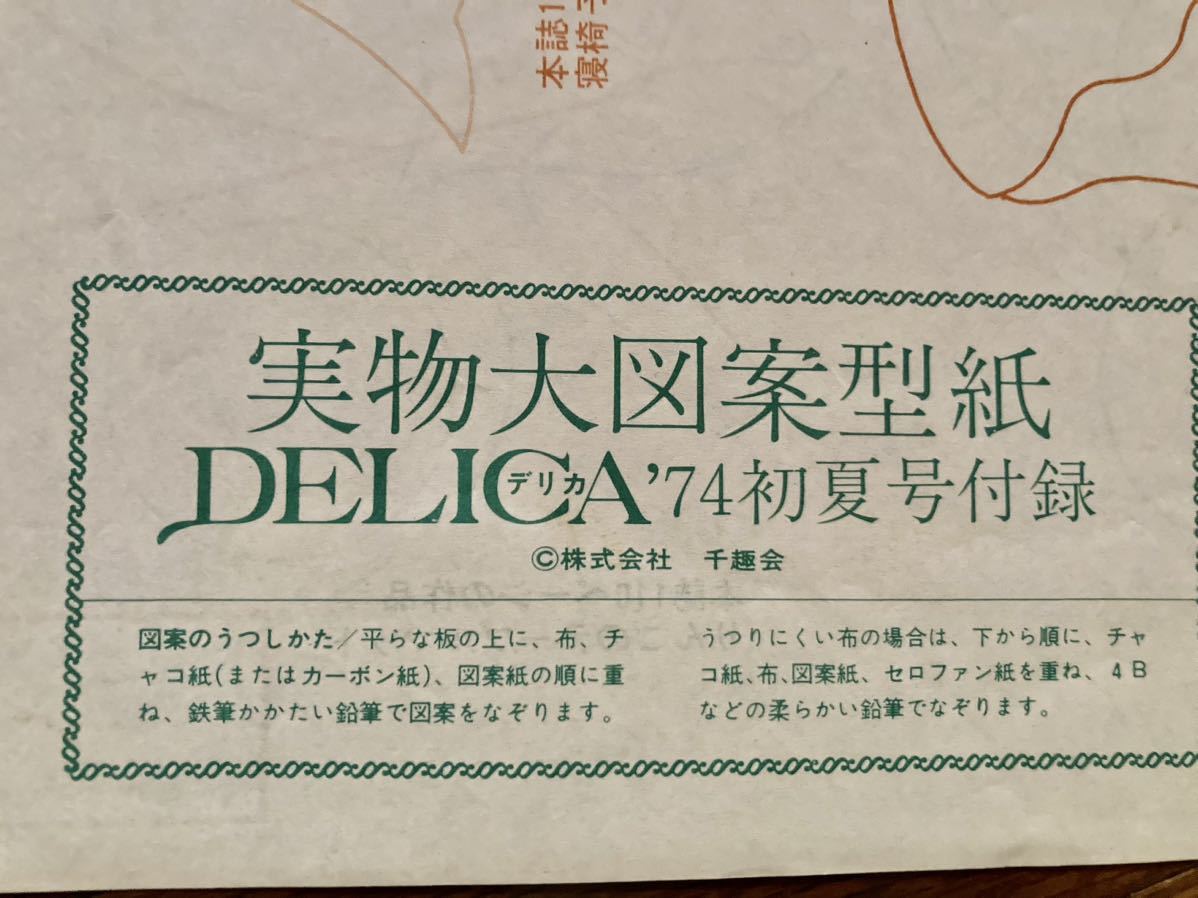 本誌1
寝椅子
実物大図案型紙
DELICA'74初夏号付録
デリカ
©株式会社 千趣会
図案のうつしかた/平らな板の上に、布、チ
ャコ紙(またはカーボン紙)、図案紙の順に重
ね、鉄筆かかたい鉛筆で図案をなぞります。
うつりにくい布の場合は、下から順に、チャ
コ紙、布、図案紙、セロファン紙を重ね、4B
などの柔らかい鉛筆でなぞります。